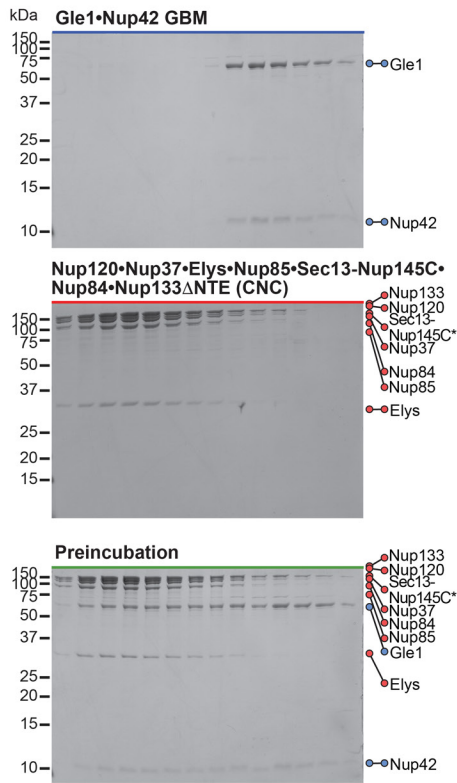 kDa
Gle1•Nup42 GBM
150
100
75
50
37
25
20
15
10
Gle1
Nup42
Nup120•Nup37•Elys•Nup85•Sec13-Nup145C•
Nup84•Nup133ΔNTE (CNC)
150
100
75
50
37
25
20
15
Nup133
Nup120
Sec13-
Nup145C*
Nup37
Nup84
Nup85
Elys
Preincubation
150
100
75
50
37
25
20
15
10
Nup133
Nup120
Sec13-
Nup145C*
Nup37
Nup84
Nup85
Gle1
Elys
Nup42